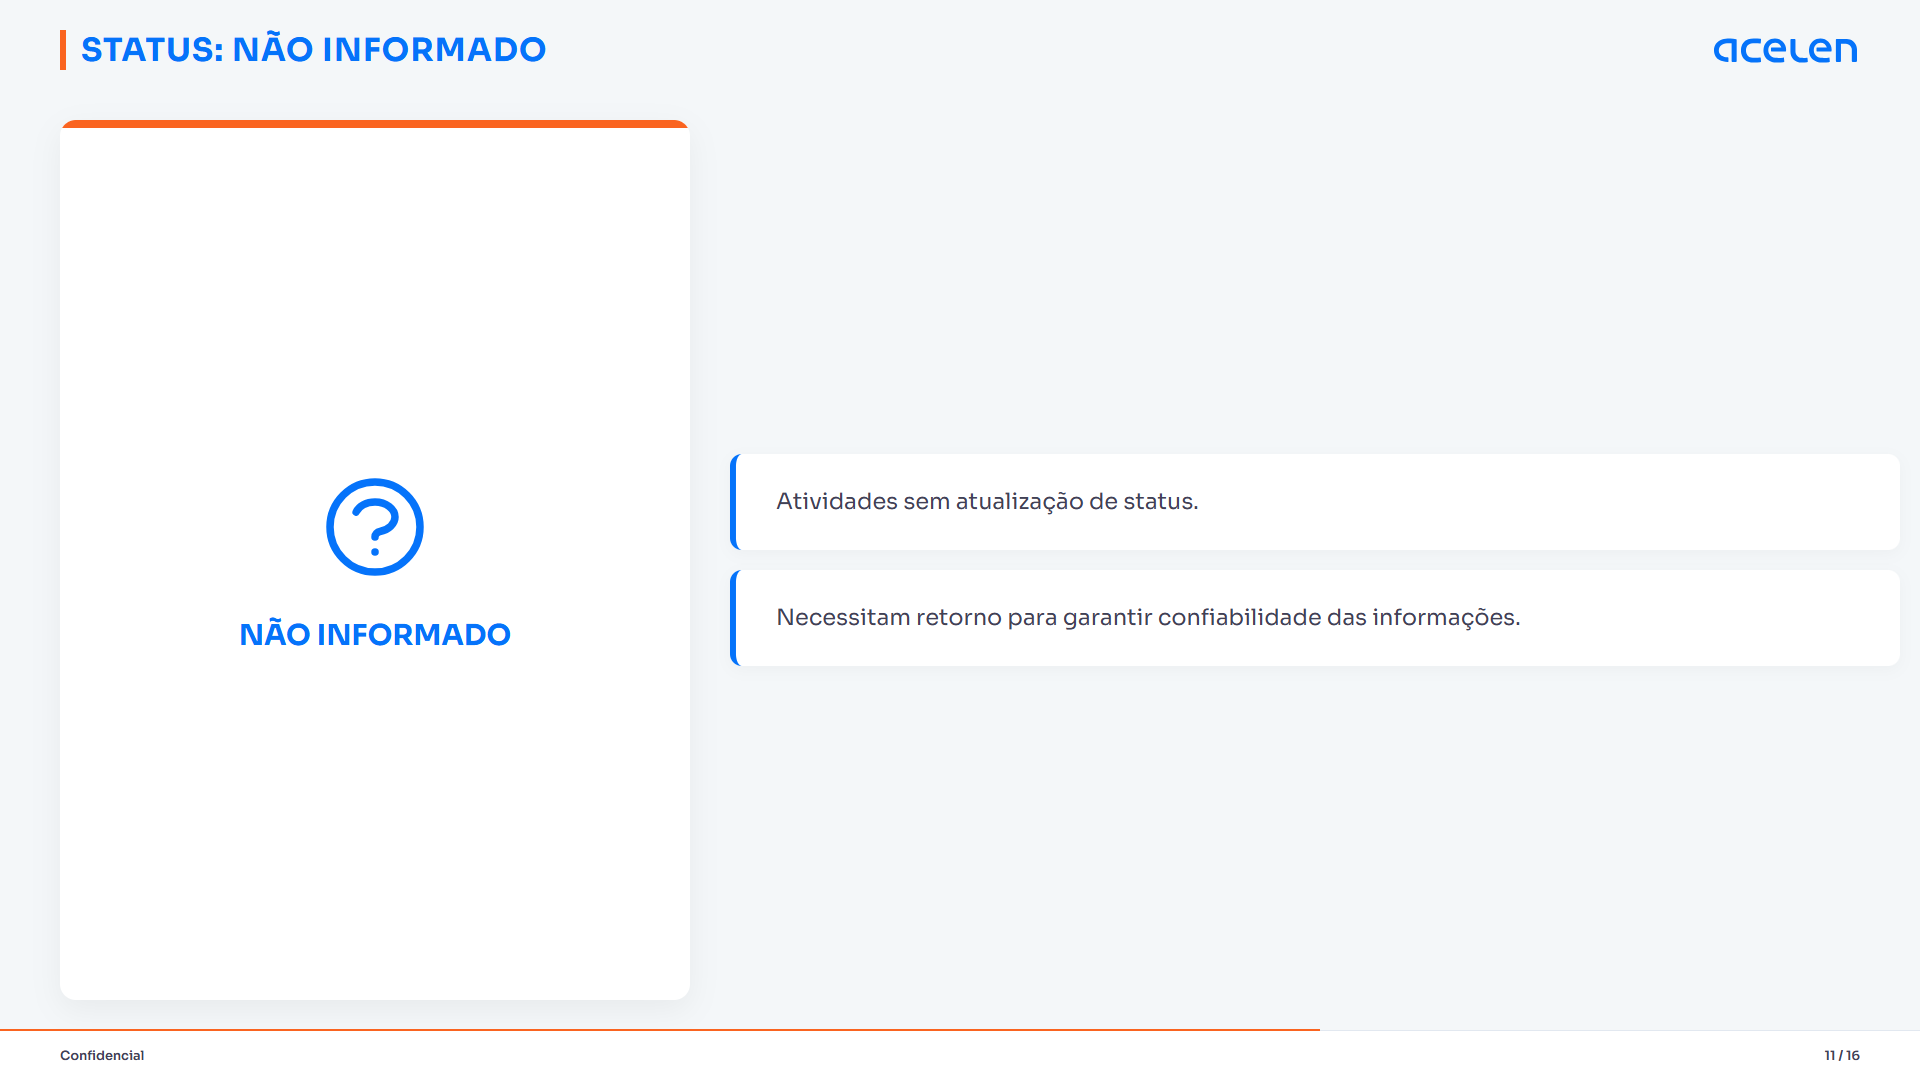 STATUS: NÃO INFORMADO
acelen
NÃO INFORMADO
Atividades sem atualização de status.
Necessitam retorno para garantir confiabilidade das informações.
Confidencial
11 / 16